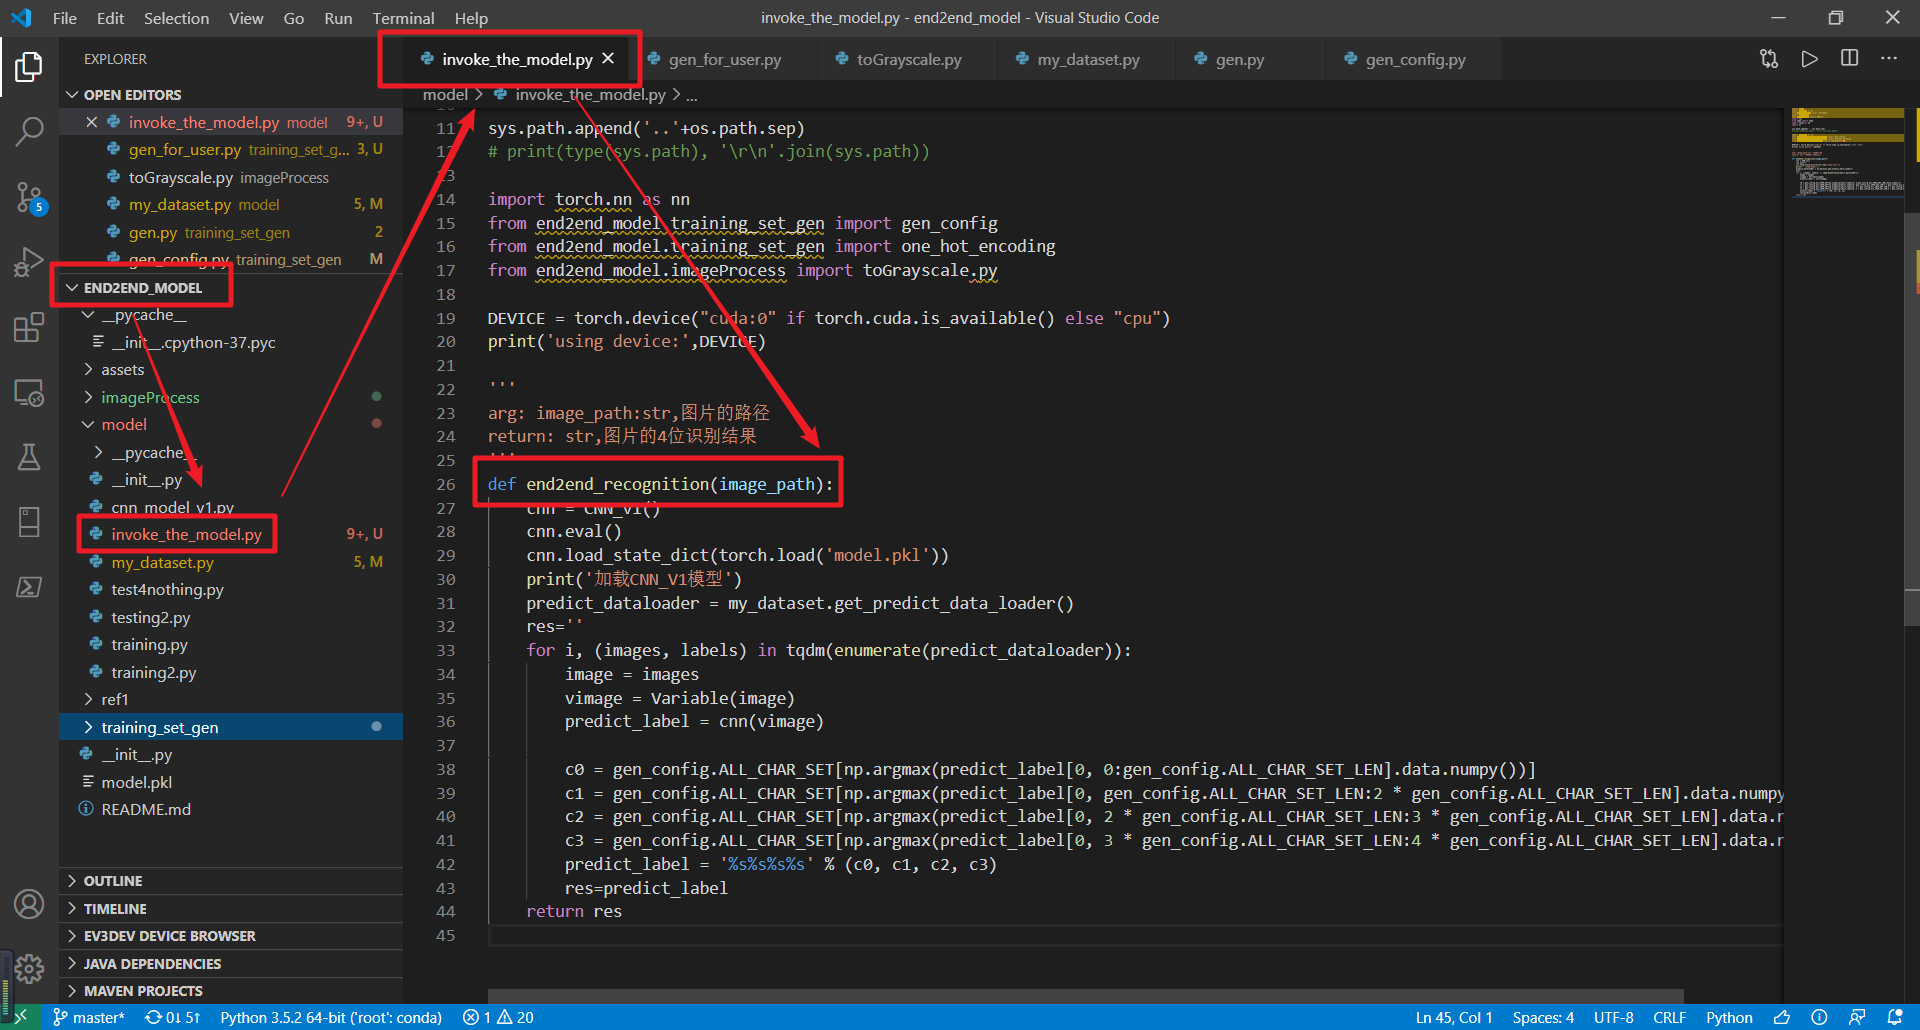 File Edit Selection View Go Run Terminal Help
invoke_the_model.py - end2end_model - Visual Studio Code
EXPLORER
OPEN EDITORS
invoke_the_model.py model 9+, U
gen_for_user.py training_set_g... 3, U
toGrayscale.py imageProcess
my_dataset.py model 5, M
gen.py training_set_gen 2
gen_config.py training_set_gen M
END2END_MODEL
__pycache__
__init__.cpython-37.pyc
assets
imageProcess
model
__pycache__
__init__.py
cnn_model_v1.py
invoke_the_model.py 9+, U
my_dataset.py 5, M
test4nothing.py
testing2.py
training.py
training2.py
ref1
training_set_gen
__init__.py
model.pkl
README.md
OUTLINE
TIMELINE
EV3DEV DEVICE BROWSER
JAVA DEPENDENCIES
MAVEN PROJECTS
5
invoke_the_model.py gen_for_user.py toGrayscale.py my_dataset.py gen.py gen_config.py
model > invoke_the_model.py > ...
11 sys.path.append('..'+os.path.sep)
12 # print(type(sys.path), '\r\n'.join(sys.path))
13
14 import torch.nn as nn
15 from end2end_model.training_set_gen import gen_config
16 from end2end_model.training_set_gen import one_hot_encoding
17 from end2end_model.imageProcess import toGrayscale.py
18
19 DEVICE = torch.device("cuda:0" if torch.cuda.is_available() else "cpu")
20 print('using device:',DEVICE)
21
22 '''
23 arg: image_path:str,图片的路径
24 return: str,图片的4位识别结果
25 '''
26 def end2end_recognition(image_path):
27 cnn = CNN_V1()
28 cnn.eval()
29 cnn.load_state_dict(torch.load('model.pkl'))
30 print('加载CNN_V1模型')
31 predict_dataloader = my_dataset.get_predict_data_loader()
32 res=''
33 for i, (images, labels) in tqdm(enumerate(predict_dataloader)):
34 image = images
35 vimage = Variable(image)
36 predict_label = cnn(vimage)
37
38 c0 = gen_config.ALL_CHAR_SET[np.argmax(predict_label[0, 0:gen_config.ALL_CHAR_SET_LEN].data.numpy())]
39 c1 = gen_config.ALL_CHAR_SET[np.argmax(predict_label[0, gen_config.ALL_CHAR_SET_LEN:2 * gen_config.ALL_CHAR_SET_LEN].data.numpy
40 c2 = gen_config.ALL_CHAR_SET[np.argmax(predict_label[0, 2 * gen_config.ALL_CHAR_SET_LEN:3 * gen_config.ALL_CHAR_SET_LEN].data.n
41 c3 = gen_config.ALL_CHAR_SET[np.argmax(predict_label[0, 3 * gen_config.ALL_CHAR_SET_LEN:4 * gen_config.ALL_CHAR_SET_LEN].data.n
42 predict_label = '%s%s%s%s' % (c0, c1, c2, c3)
43 res=predict_label
44 return res
45
master* 0↓ 5↑ Python 3.5.2 64-bit ('root': conda) 1 20
Ln 45, Col 1 Spaces: 4 UTF-8 CRLF Python